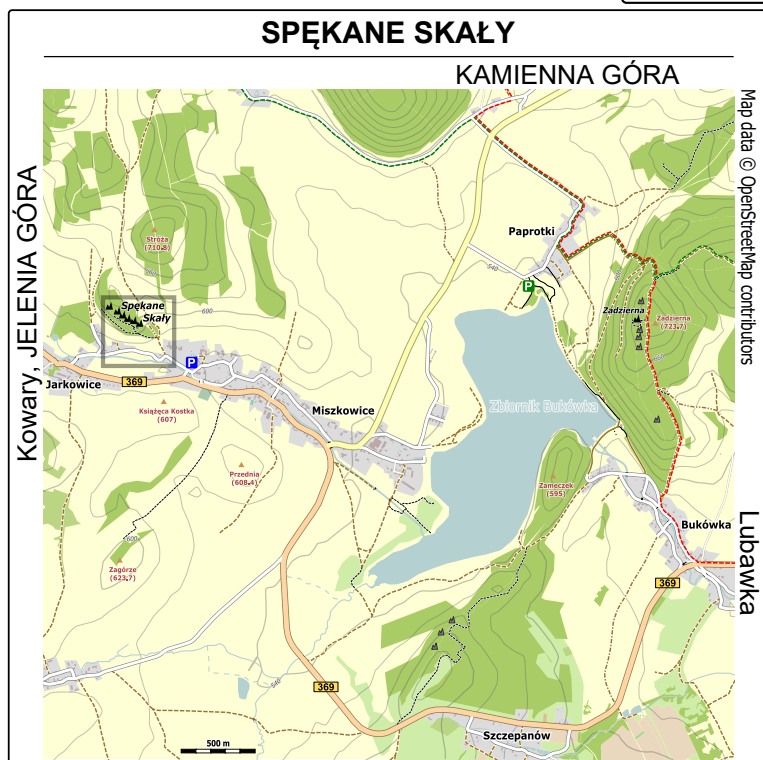 SPĘKANE SKAŁY
KAMIENNA GÓRA
Map data © OpenStreetMap contributors
Kowary, JELENIA GÓRA
Lubawka
Paprotki
540
P
Stróża
(710.8)
600
Spękane
Skały
Zadzierna
Zadzierna
(723.7)
P
369
Jarkowice
Książęca Kostka
(607)
Miszkowice
Zbiornik Bukówka
Przednia
(608.4)
Zameczek
(595)
Bukówka
600
Zagórze
(623.7)
369
540
369
Szczepanów
500 m